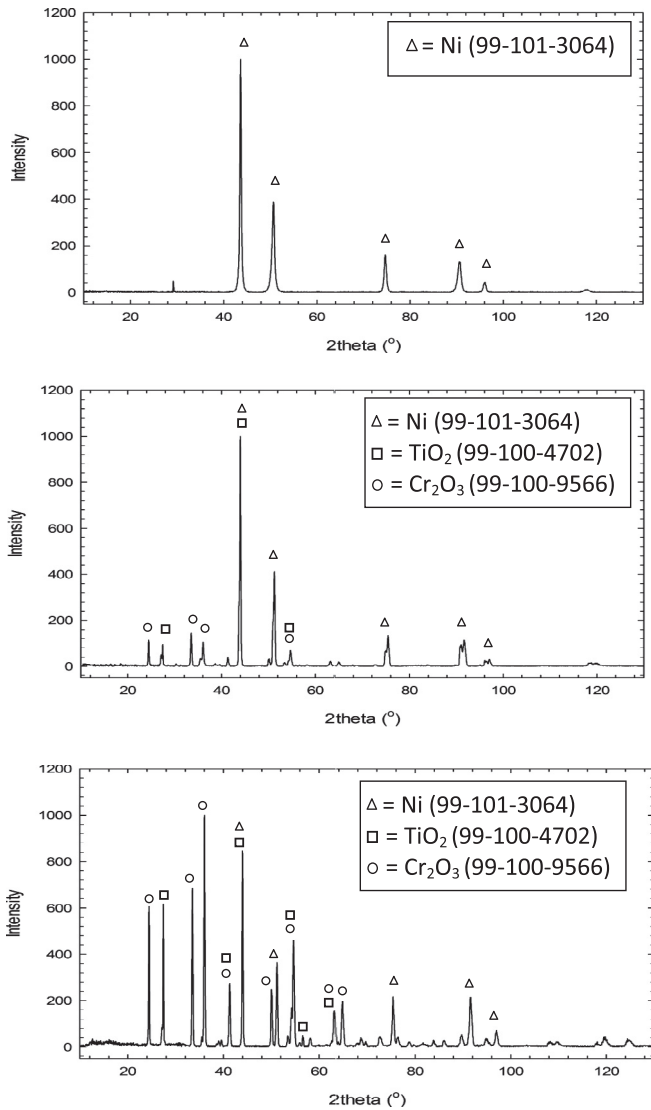 1200
1000
800
600
400
200
0
Intensity
△ = Ni (99-101-3064)
20 40 60 80 100 120
2theta (°)
1200
1000
800
600
400
200
0
Intensity
△ = Ni (99-101-3064)
□ = TiO₂ (99-100-4702)
○ = Cr₂O₃ (99-100-9566)
20 40 60 80 100 120
2theta (°)
1200
1000
800
600
400
200
0
Intensity
△ = Ni (99-101-3064)
□ = TiO₂ (99-100-4702)
○ = Cr₂O₃ (99-100-9566)
20 40 60 80 100 120
2theta (°)